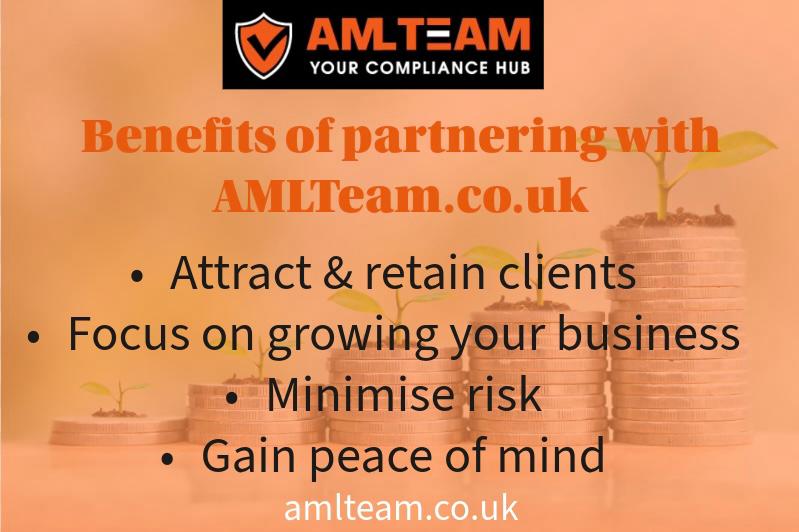 AMLTEAM
YOUR COMPLIANCE HUB
Benefits of partnering with
AMLTeam.co.uk
• Attract & retain clients
• Focus on growing your business
• Minimise risk
• Gain peace of mind
amlteam.co.uk